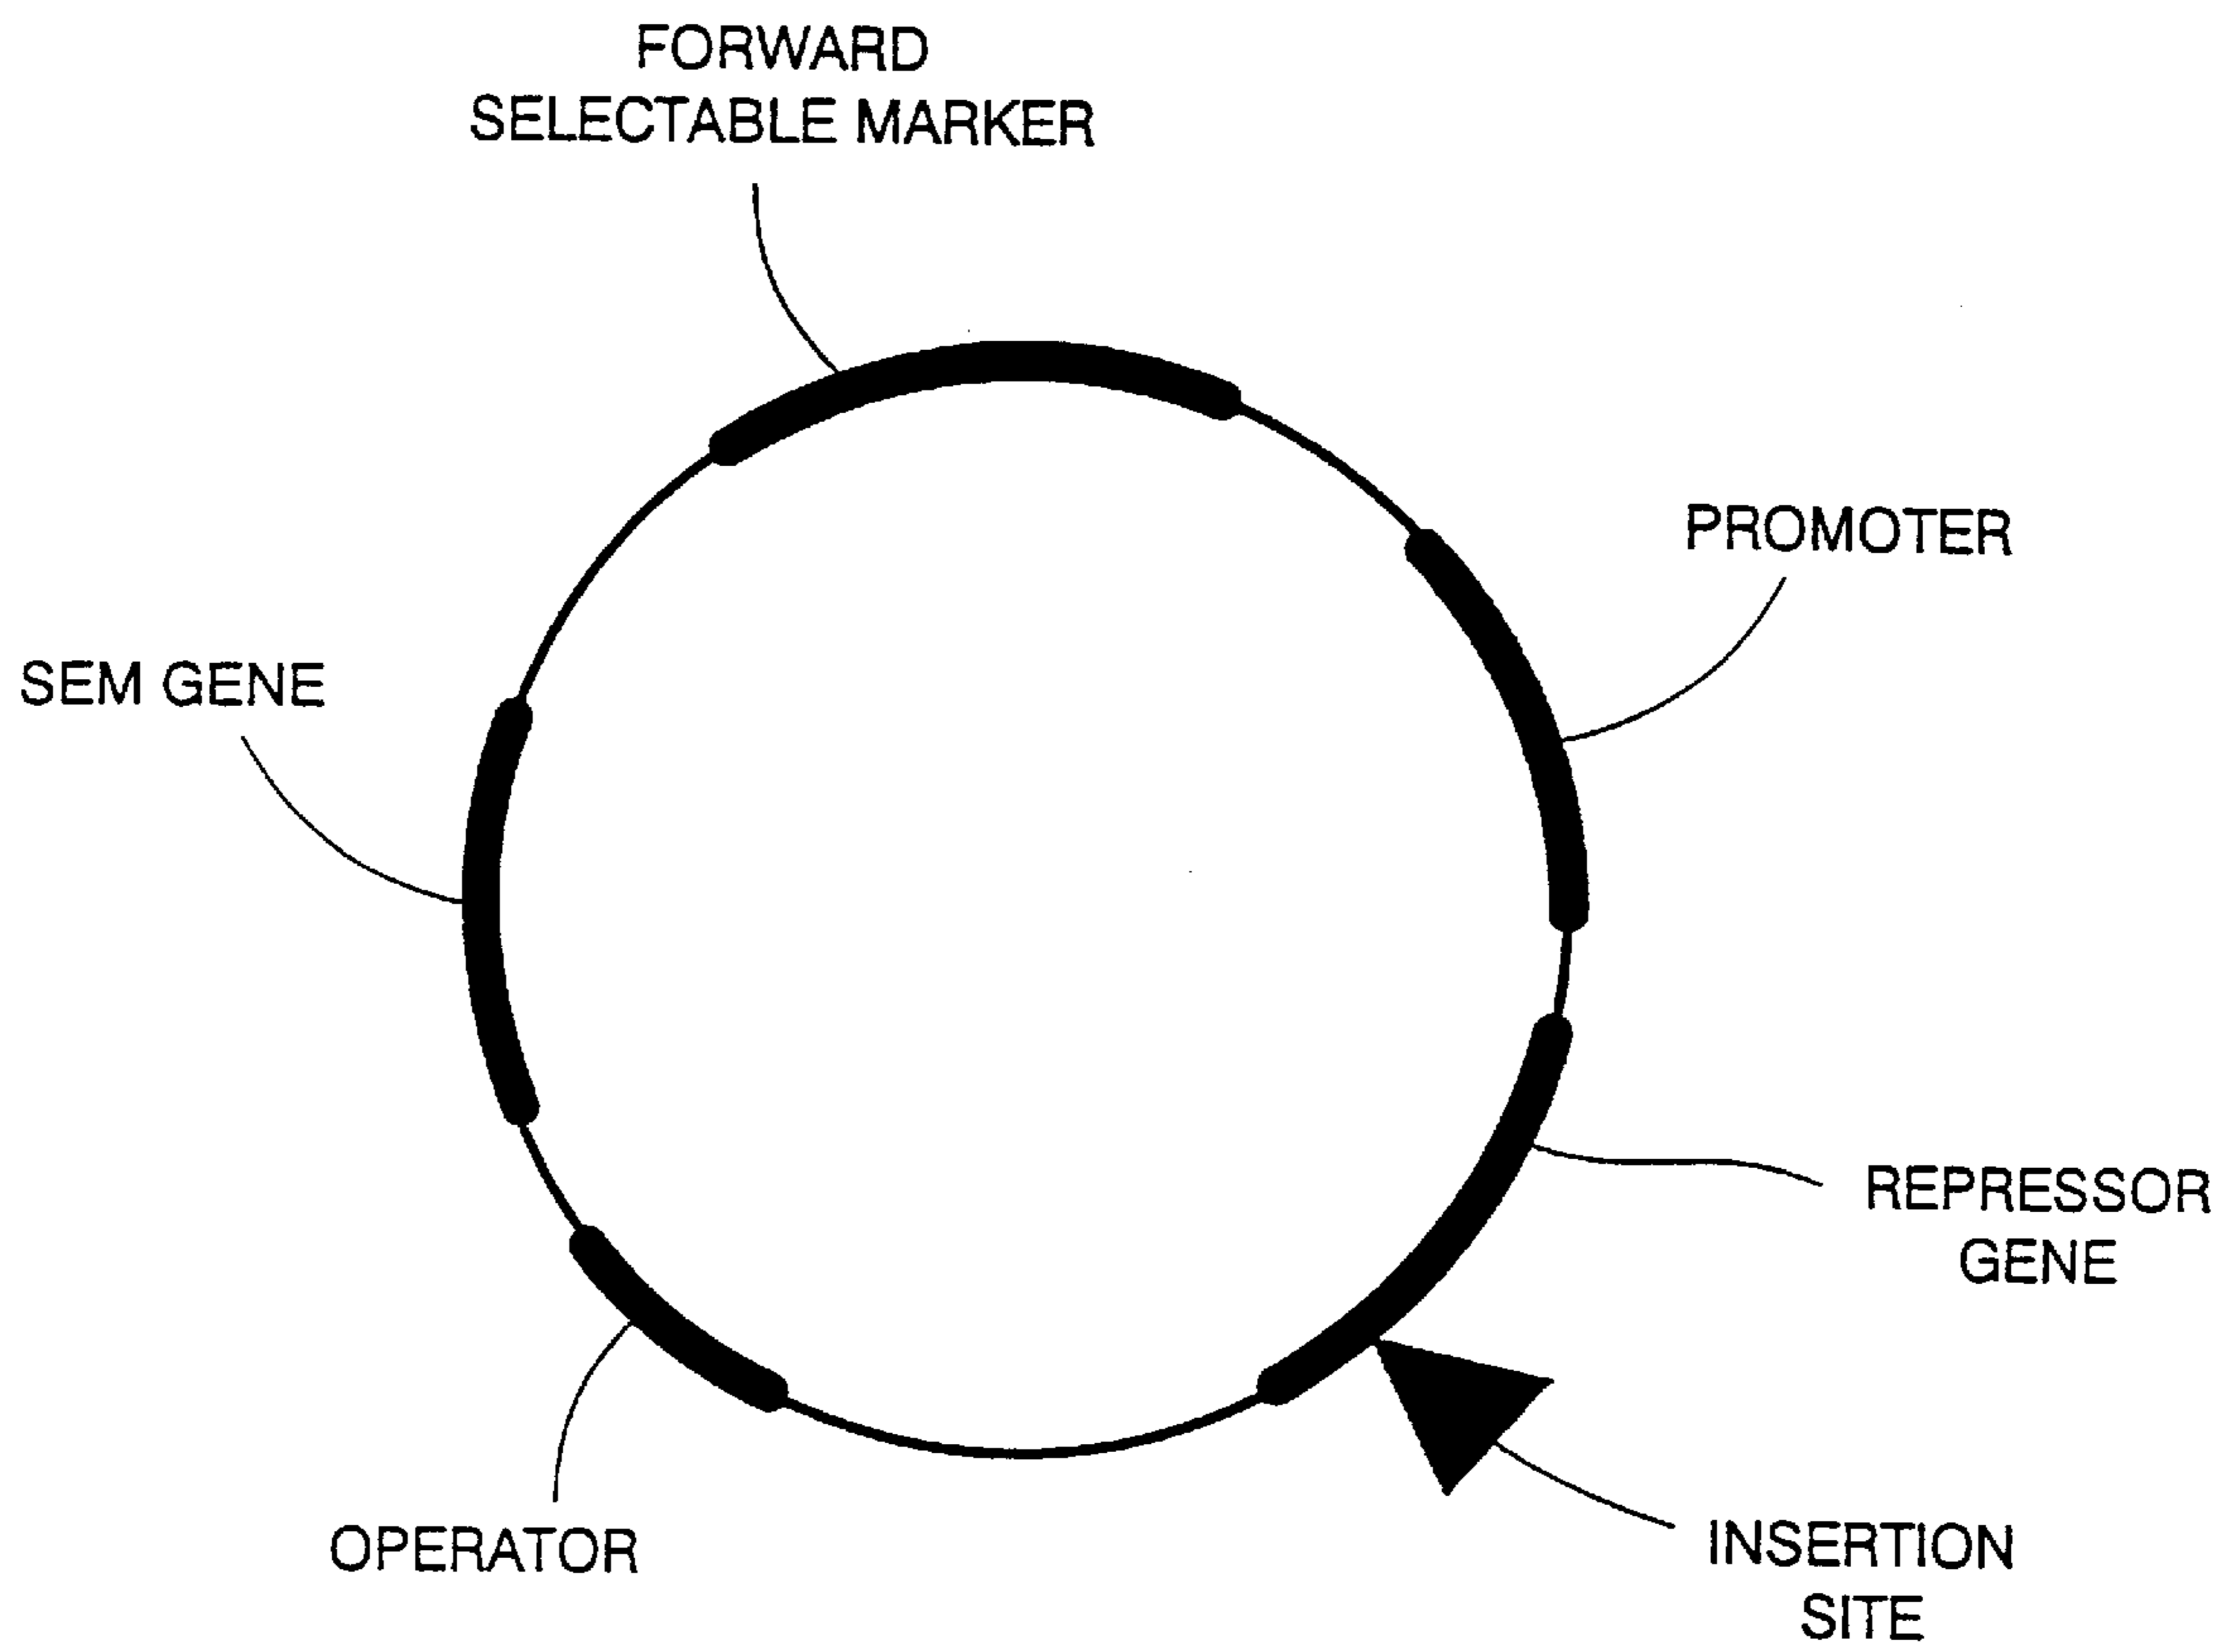 FORWARD
SELECTABLE MARKER
PROMOTER
SEM GENE
REPRESSOR
GENE
OPERATOR
INSERTION
SITE